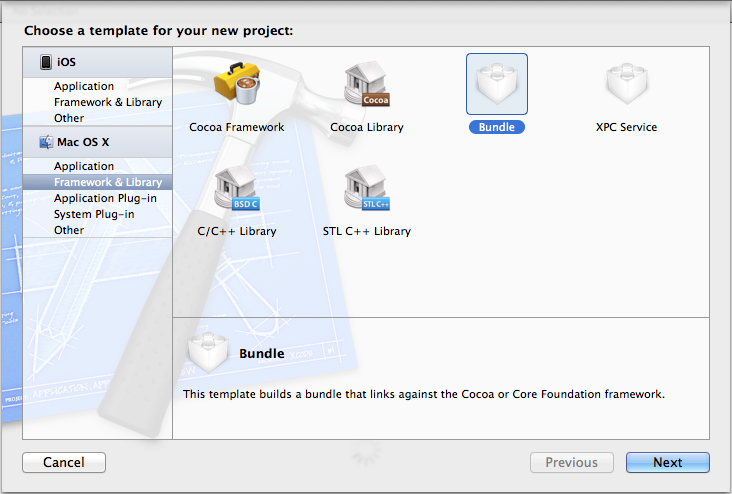 Choose a template for your new project:
iOS
Application
Framework & Library
Other
Mac OS X
Application
Framework & Library
Application Plug-in
System Plug-in
Other
Cocoa
Cocoa Framework
Cocoa Library
Bundle
XPC Service
BSD C
STL C++
C/C++ Library
STL C++ Library
Bundle
This template builds a bundle that links against the Cocoa or Core Foundation framework.
Cancel
Previous
Next